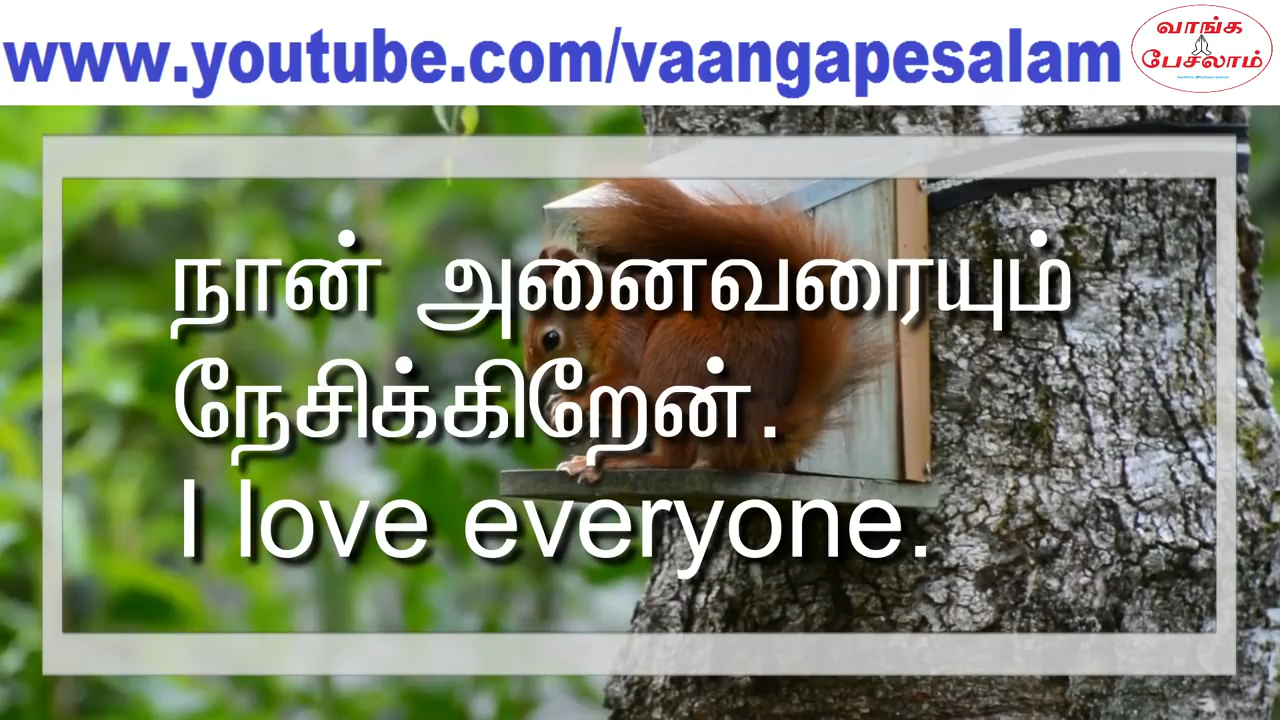 www.youtube.com/vaangapesalam
வாங்க
பேசலாம்
நான் அனைவரையும்
நேசிக்கிறேன்.
I love everyone.